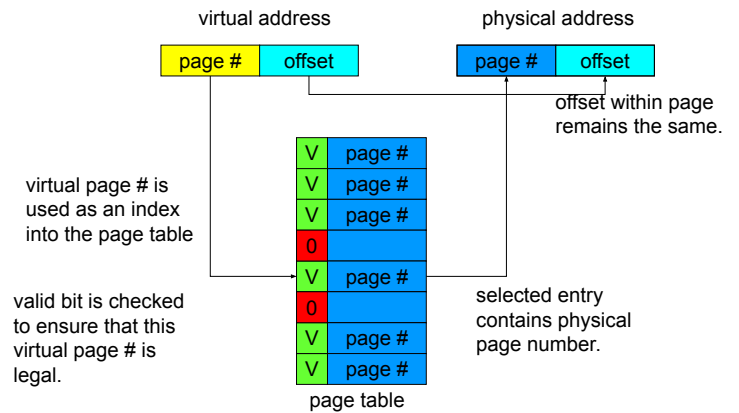 virtual address
physical address
page #
offset
page #
offset
offset within page
remains the same.
V
page #
V
page #
V
page #
0
V
page #
0
V
page #
V
page #
page table
virtual page # is
used as an index
into the page table
valid bit is checked
to ensure that this
virtual page # is
legal.
selected entry
contains physical
page number.